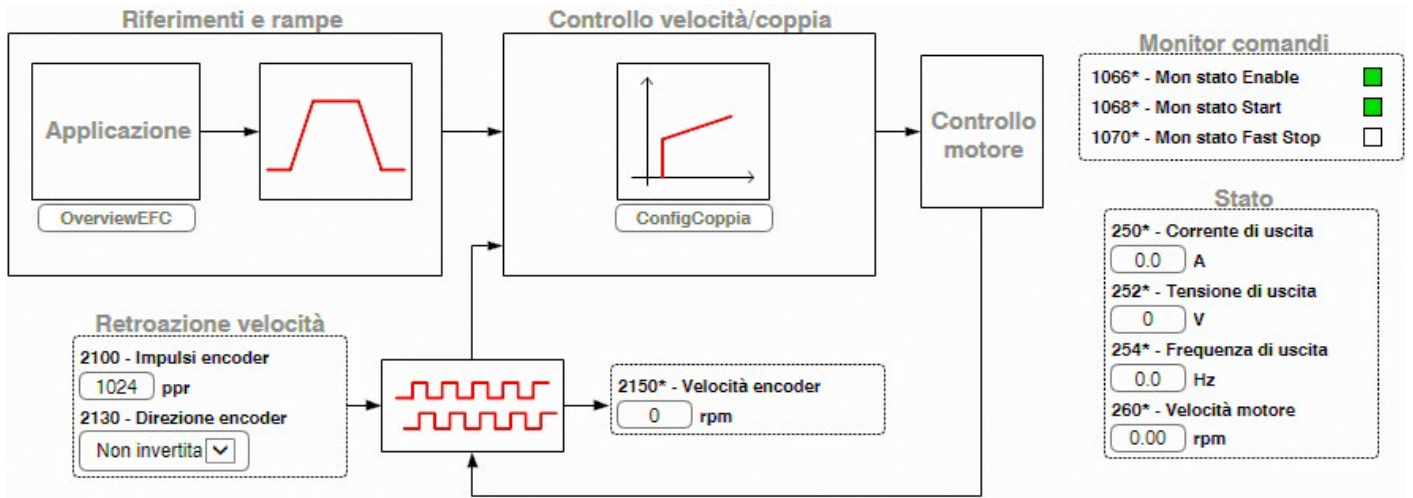 Riferimenti e rampe
Controllo velocità/coppia
Applicazione
OverviewEFC
ConfigCoppia
Controllo
motore
Monitor comandi
1066* - Mon stato Enable
1068* - Mon stato Start
1070* - Mon stato Fast Stop
Stato
250* - Corrente di uscita
0.0 A
252* - Tensione di uscita
0 V
254* - Frequenza di uscita
0.0 Hz
260* - Velocità motore
0.00 rpm
Retroazione velocità
2100 - Impulsi encoder
1024 ppr
2130 - Direzione encoder
Non invertita
2150* - Velocità encoder
0 rpm